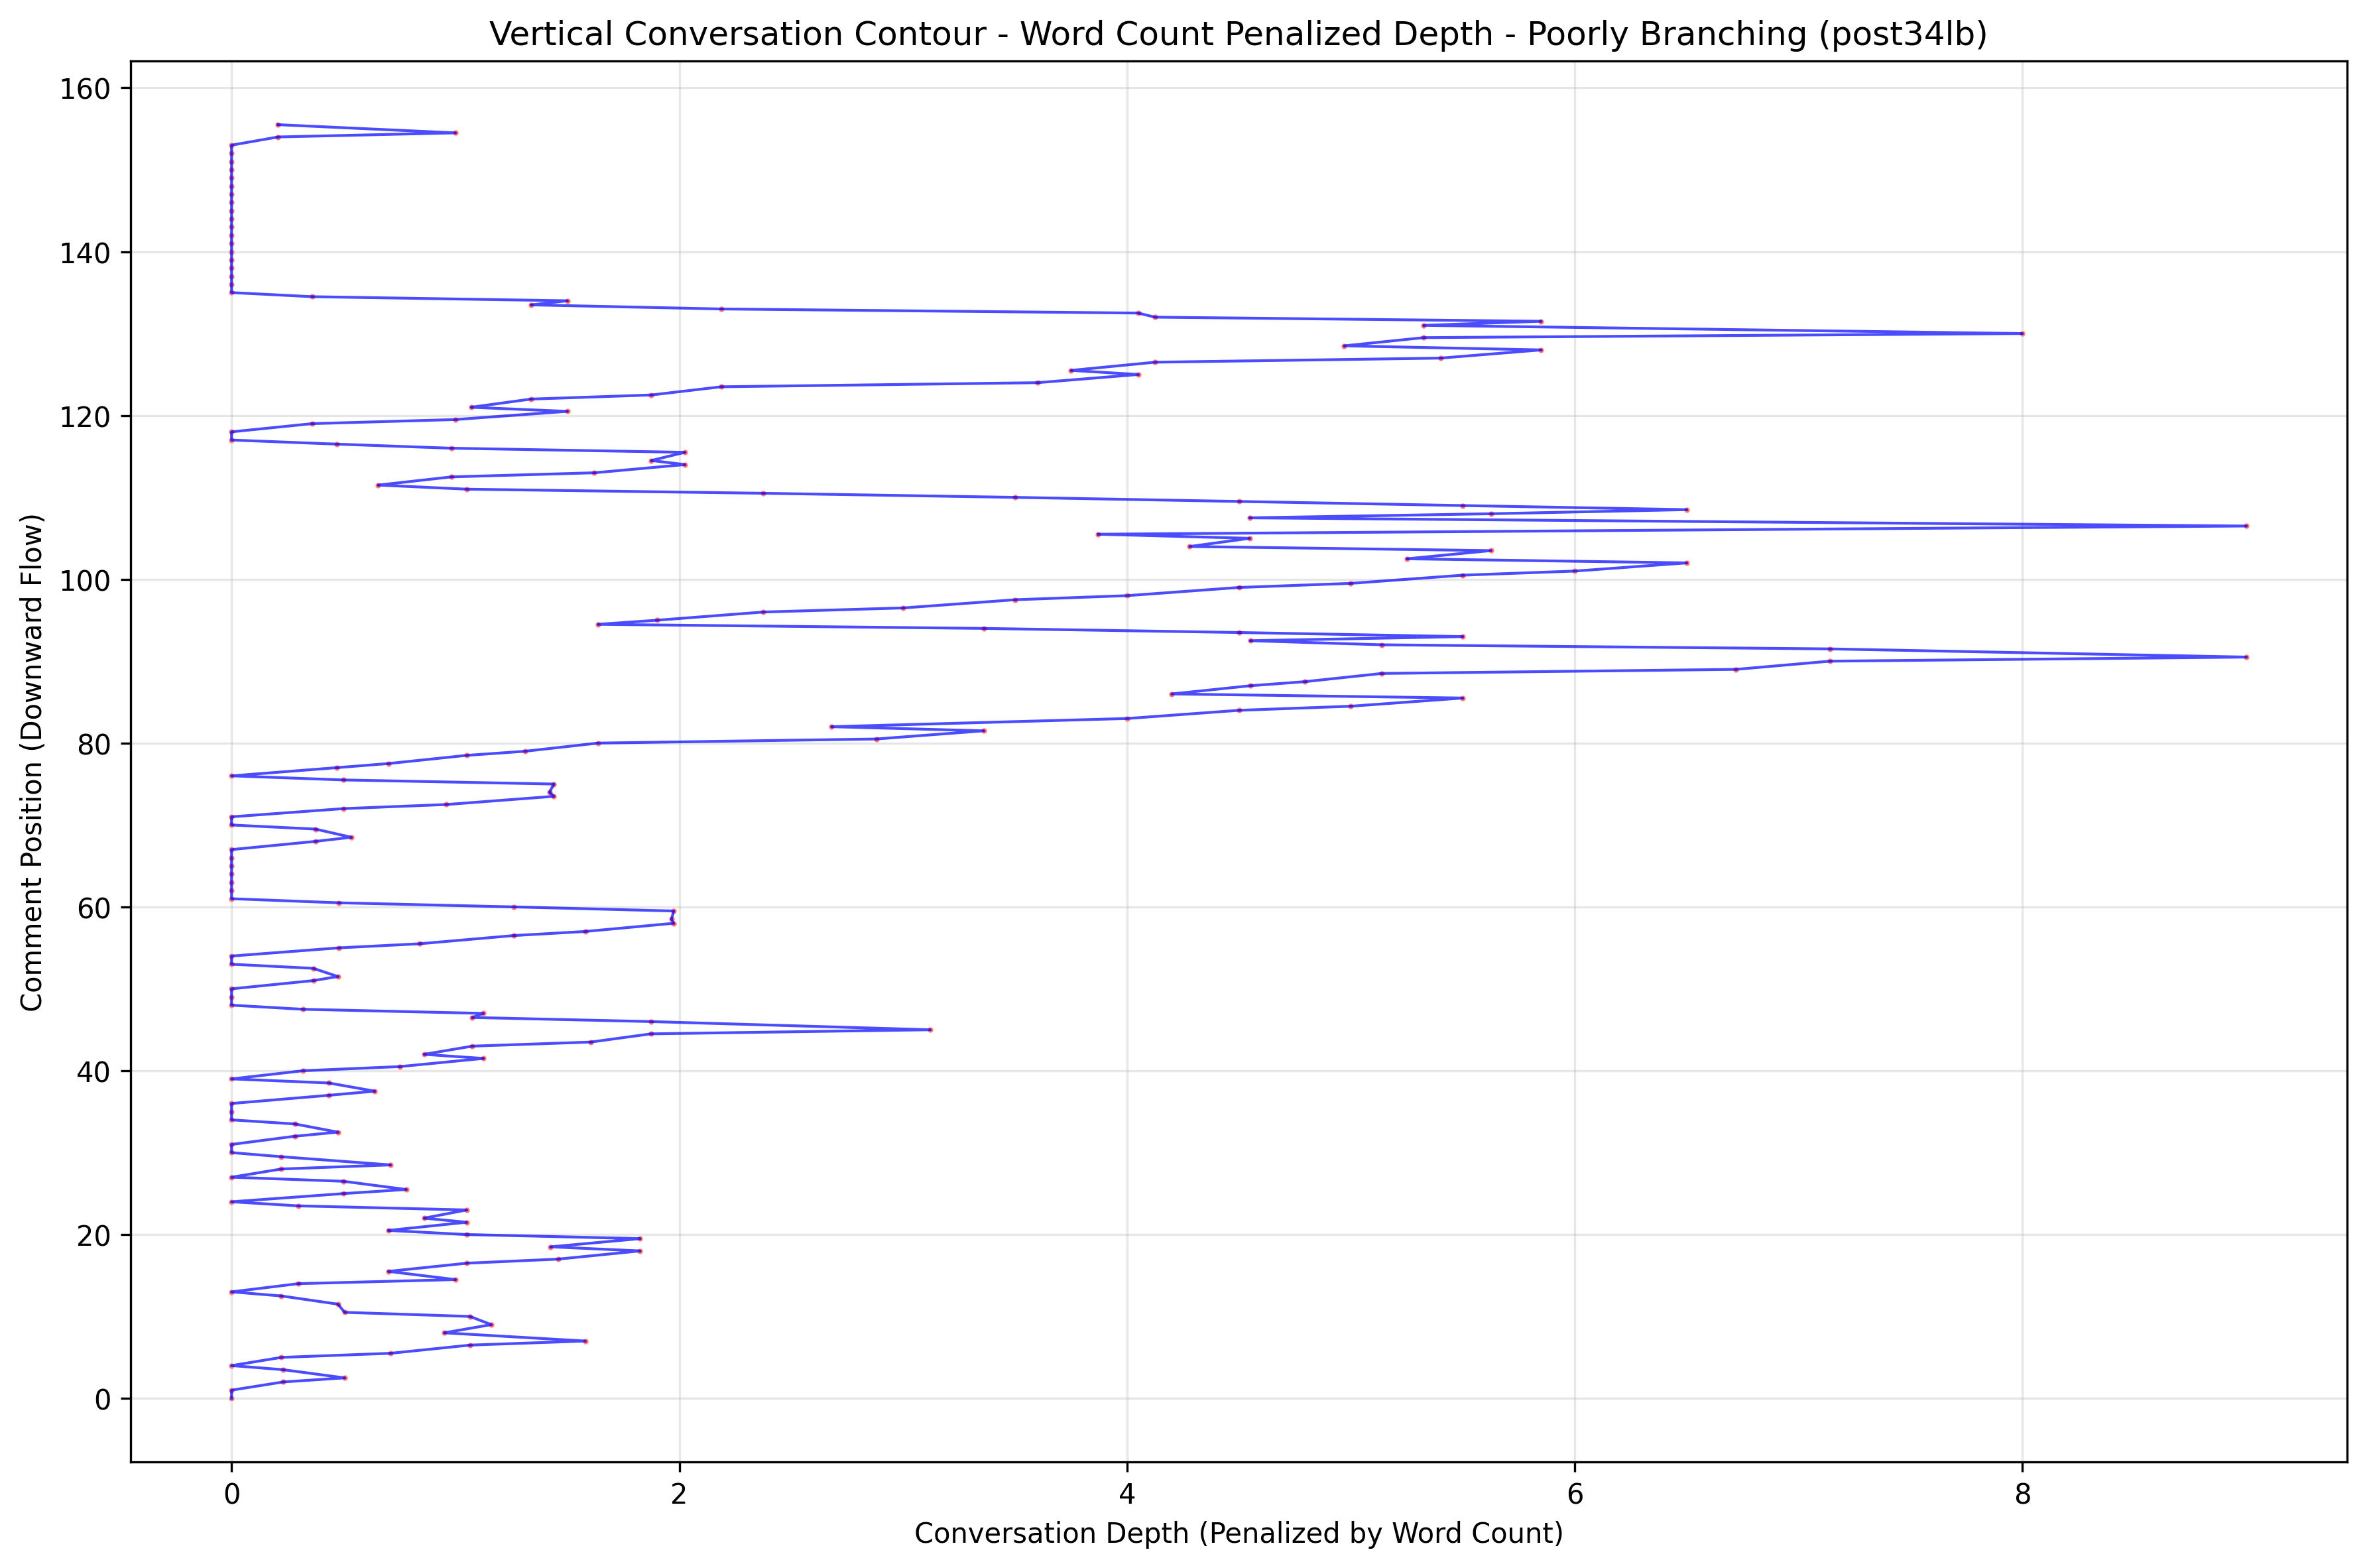 Vertical Conversation Contour - Word Count Penalized Depth - Poorly Branching (post34lb)
Comment Position (Downward Flow)
160
140
120
100
80
60
40
20
0
0 2 4 6 8
Conversation Depth (Penalized by Word Count)